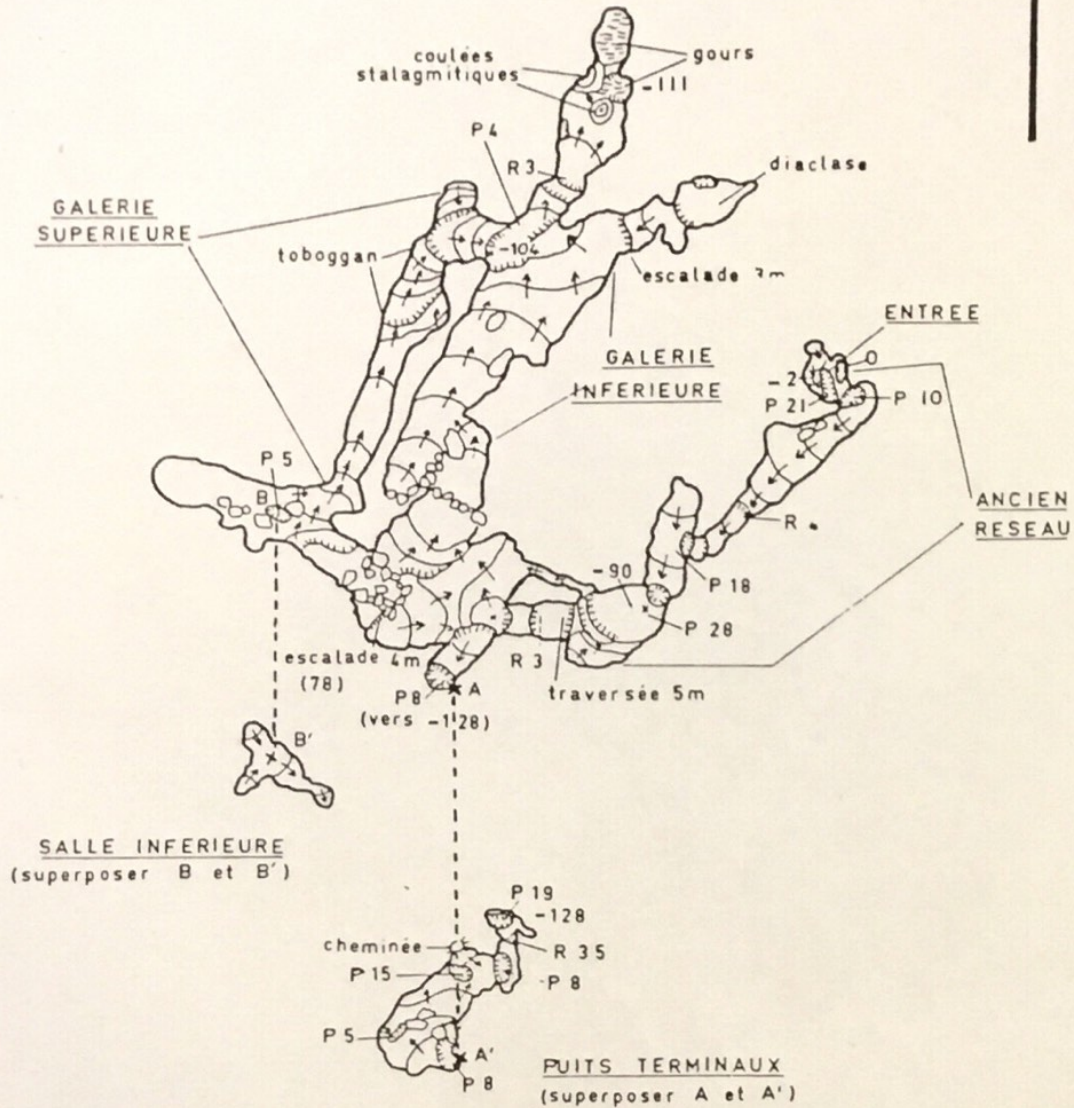 coulées
stalagmitiques
gours
-111
P 4
R 3
diaclase
GALERIE
SUPERIEURE
toboggan
-104
escalade
ENTREE
0
-2
P 21
P 10
GALERIE
INFERIEURE
P 5
B
ANCIEN
RESEAU
R
-90
P 18
P 28
escalade 4m
(78)
R 3
traversée 5m
P8
A
(vers -128)
B'
SALLE INFERIEURE
(superposer B et B')
P 19
-128
cheminée
R 35
P 15
P 8
P 5
A'
P 8
PUITS TERMINAUX
(superposer A et A')